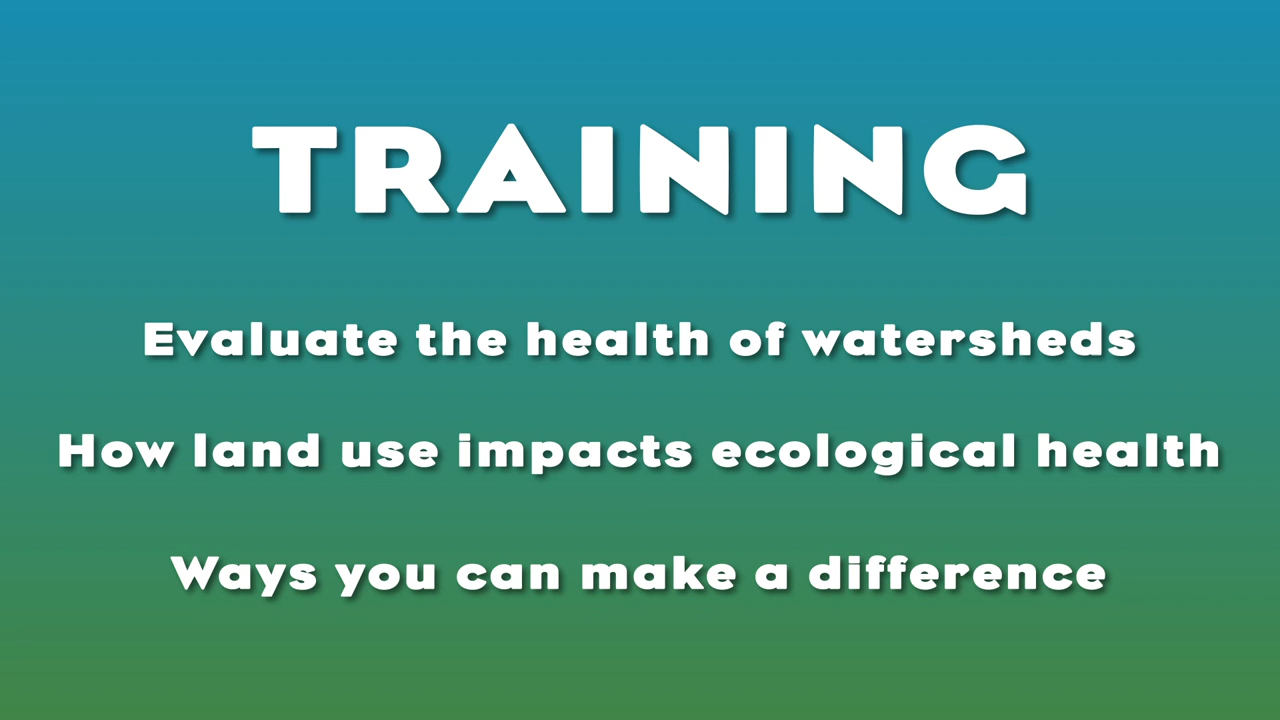 TRAINING
Evaluate the health of watersheds
How land use impacts ecological health
Ways you can make a difference